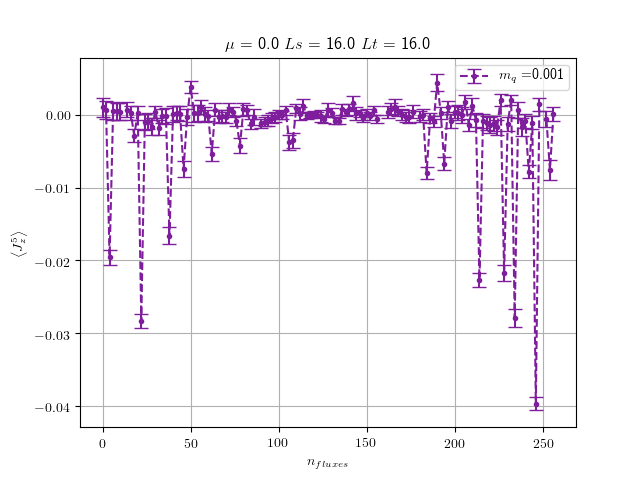 μ = 0.0 Ls = 16.0 Lt = 16.0
m_q =0.001
0.00
−0.01
−0.02
−0.03
−0.04
⟨J_z^5⟩
0 50 100 150 200 250
n_fluxes